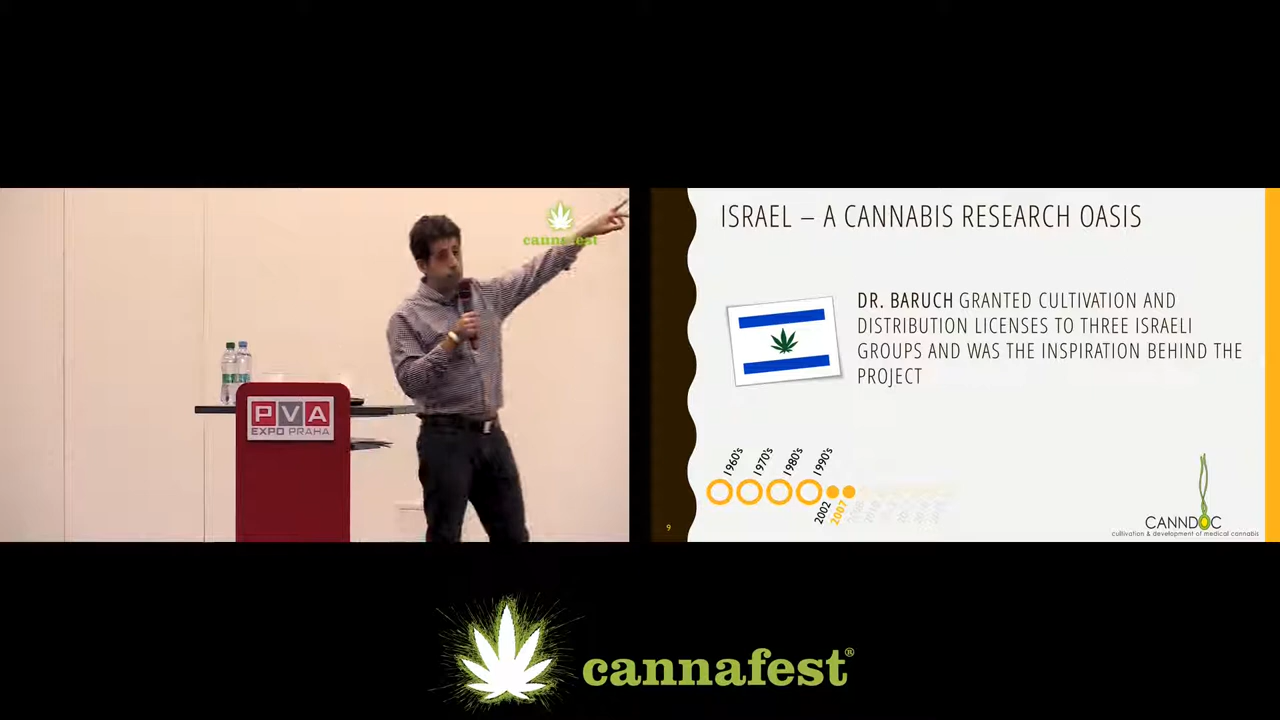 cannafest
PVA
EXPO PRAHA
ISRAEL – A CANNABIS RESEARCH OASIS
DR. BARUCH GRANTED CULTIVATION AND
DISTRIBUTION LICENSES TO THREE ISRAELI
GROUPS AND WAS THE INSPIRATION BEHIND THE
PROJECT
1960's
1970's
1980's
1990's
2002
2007
CANNDOC
cultivation & development of medical cannabis
9
cannafest®